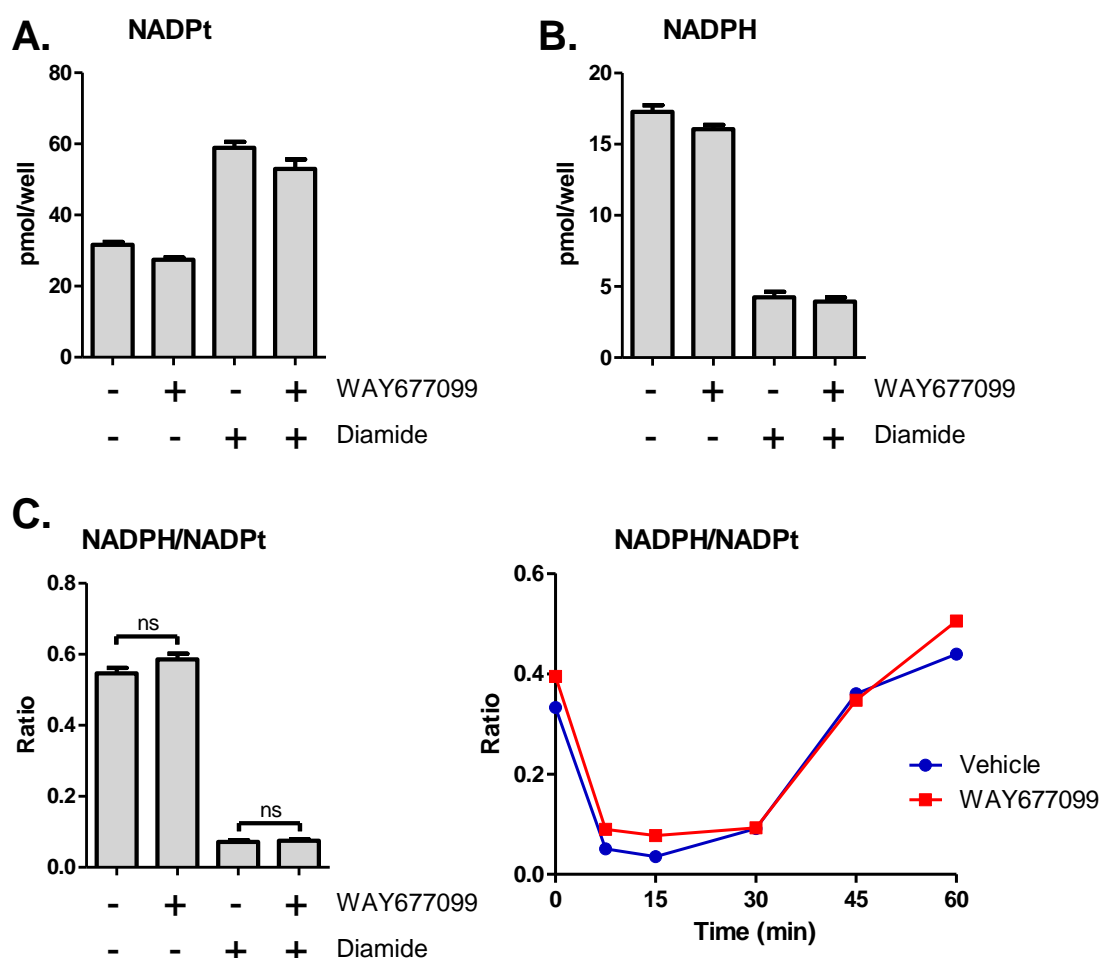 A.
NADPt
80
60
40
20
0
pmol/well
- + - + WAY677099
- - + + Diamide
B.
NADPH
20
15
10
5
0
pmol/well
- + - + WAY677099
- - + + Diamide
C.
NADPH/NADPt
0.8
0.6
0.4
0.2
0.0
Ratio
ns
ns
- + - + WAY677099
- - + + Diamide
NADPH/NADPt
0.6
0.4
0.2
0.0
Ratio
0 15 30 45 60
Time (min)
Vehicle
WAY677099